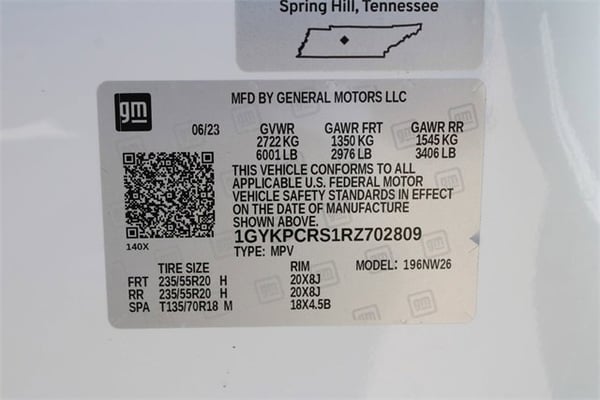 Spring Hill, Tennessee
gm
MFD BY GENERAL MOTORS LLC
06/23 GVWR GAWR FRT GAWR RR
2722 KG 1350 KG 1545 KG
6001 LB 2976 LB 3406 LB
THIS VEHICLE CONFORMS TO ALL
APPLICABLE U.S. FEDERAL MOTOR
VEHICLE SAFETY STANDARDS IN EFFECT
ON THE DATE OF MANUFACTURE
SHOWN ABOVE.
140X
1GYKPCRS1RZ702809
TYPE: MPV
TIRE SIZE RIM MODEL: 196NW26
FRT 235/55R20 H 20X8J
RR 235/55R20 H 20X8J
SPA T135/70R18 M 18X4.5B